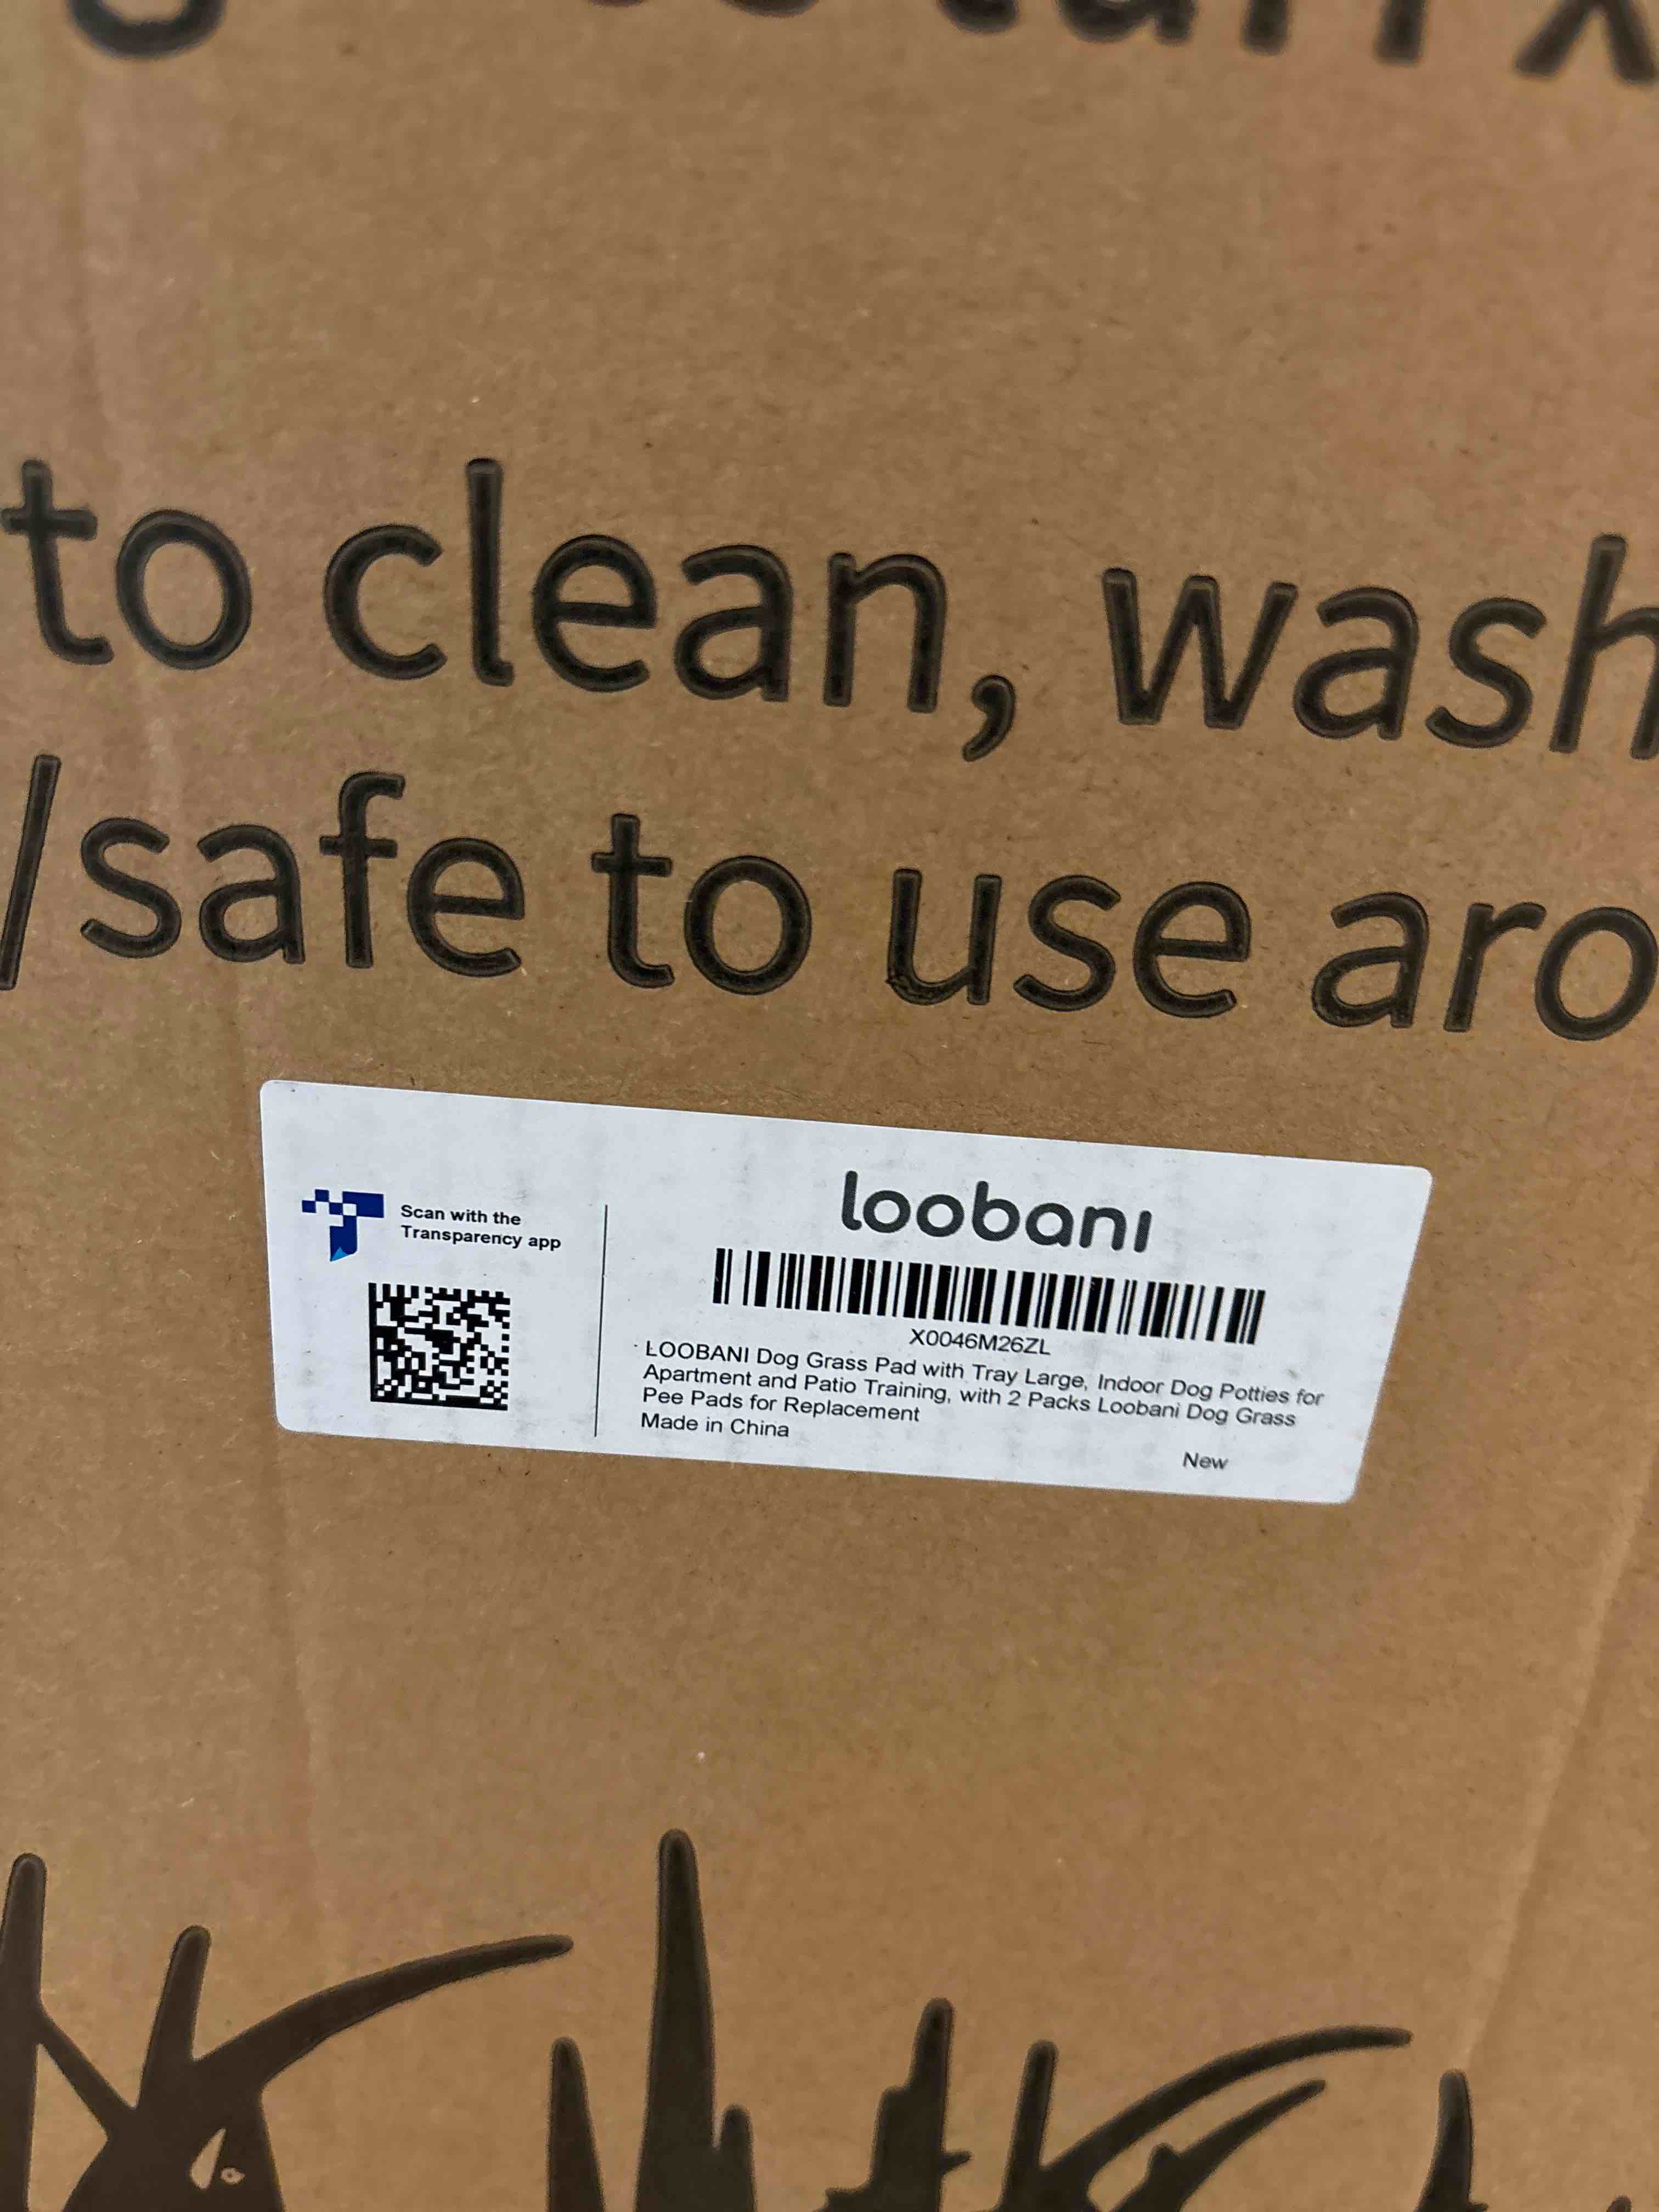 to clean, wash
/safe to use aro
Scan with the
Transparency app
loobani
X0046M26ZL
LOOBANI Dog Grass Pad with Tray Large, Indoor Dog Potties for
Apartment and Patio Training, with 2 Packs Loobani Dog Grass
Pee Pads for Replacement
Made in China
New